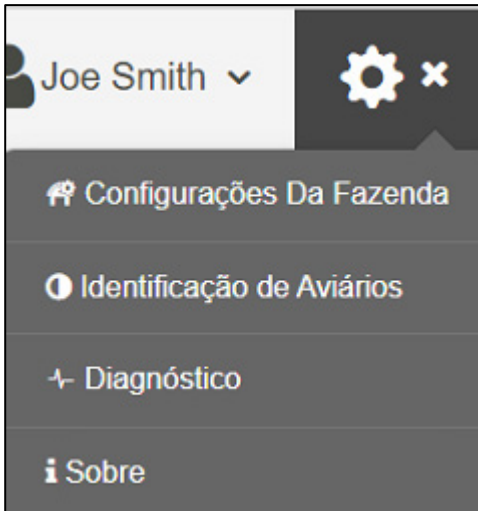 Joe Smith
Configurações Da Fazenda
Identificação de Aviários
Diagnóstico
Sobre